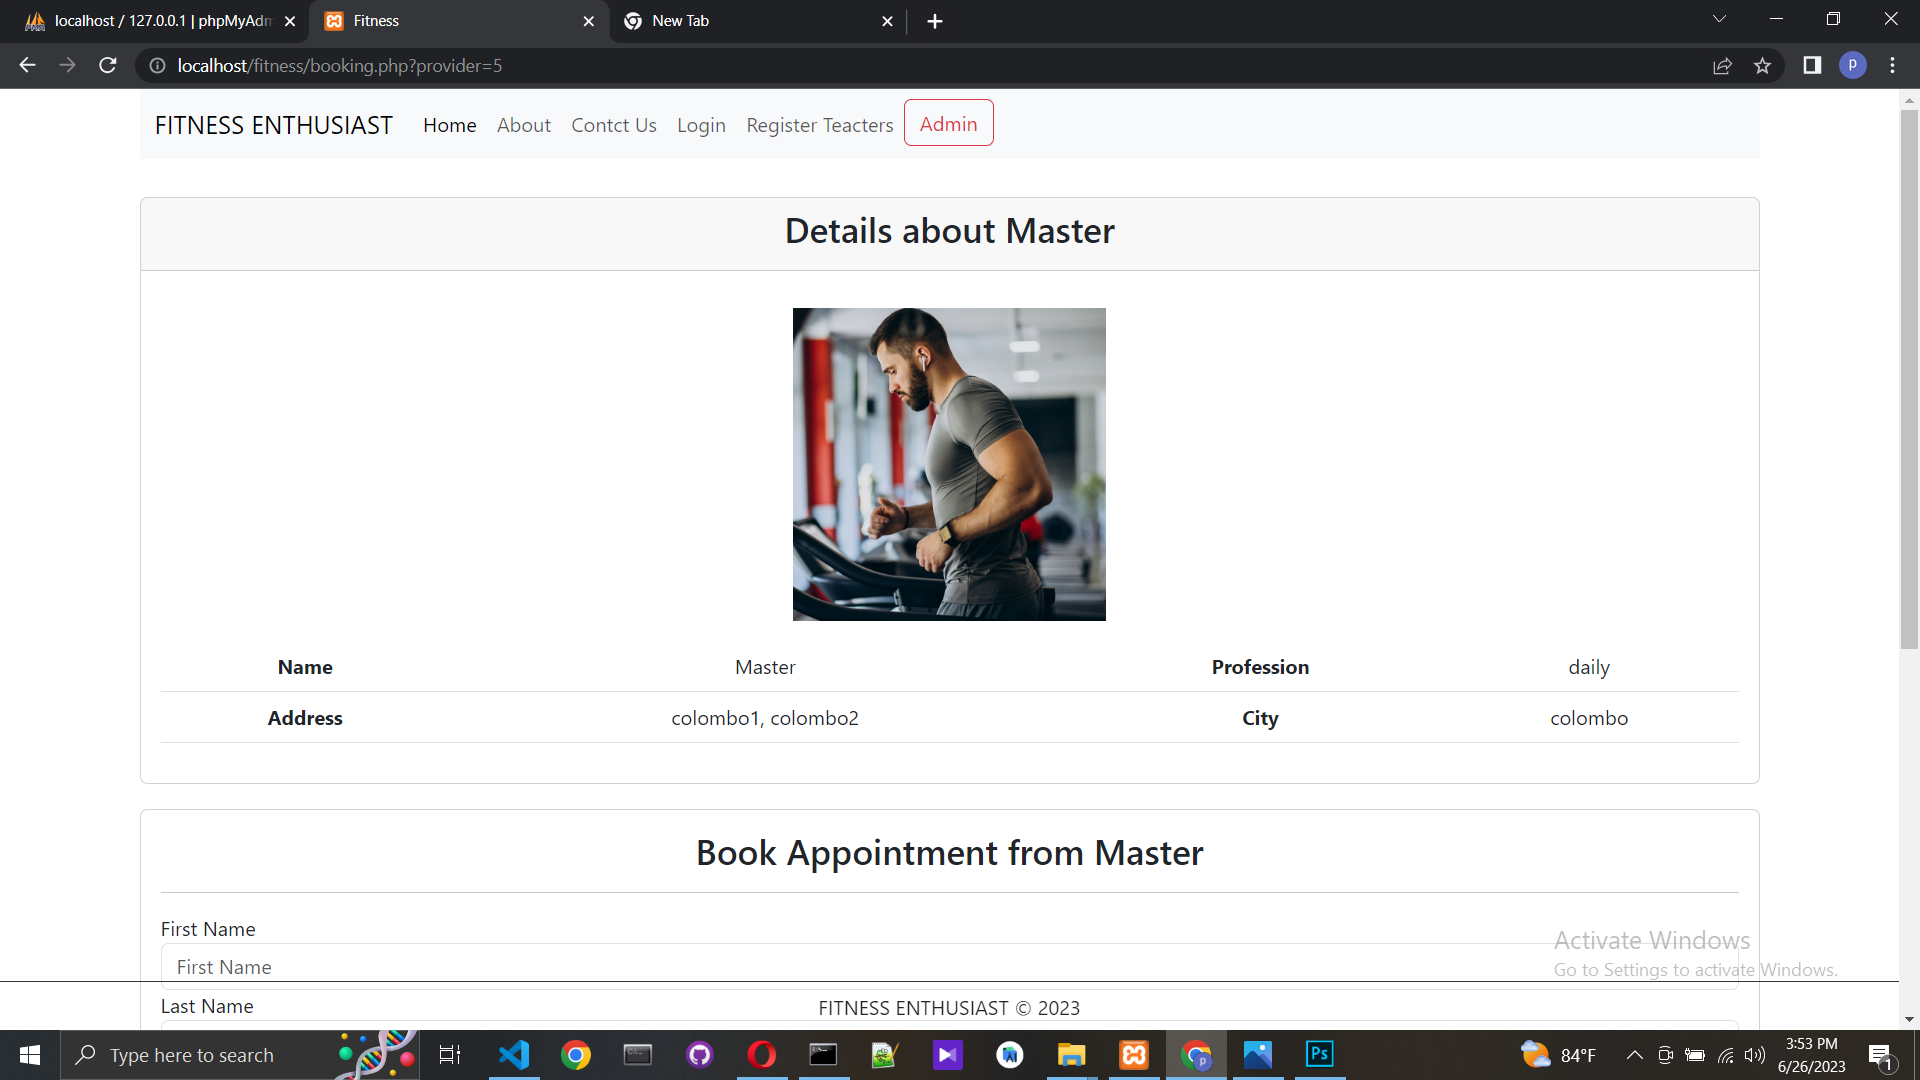 localhost / 127.0.0.1 | phpMyAdm
Fitness
New Tab
localhost/fitness/booking.php?provider=5
P
FITNESS ENTHUSIAST Home About Contct Us Login Register Teacters Admin
Details about Master
Name Master Profession daily
Address colombo1, colombo2 City colombo
Book Appointment from Master
First Name
First Name
Activate Windows
Go to Settings to activate Windows.
Last Name
FITNESS ENTHUSIAST © 2023
Type here to search
Ps
84°F
3:53 PM
6/26/2023
1